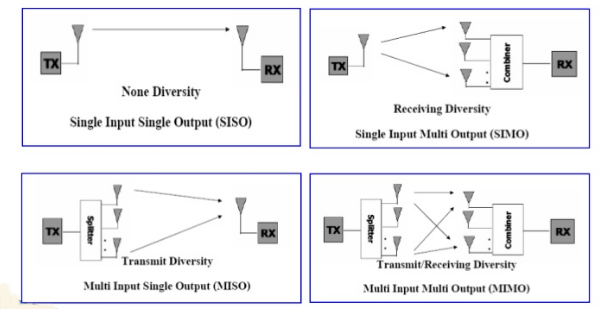 TX
RX
None Diversity
Single Input Single Output (SISO)
TX
Combiner
RX
Receiving Diversity
Single Input Multi Output (SIMO)
TX
Splitter
RX
Transmit Diversity
Multi Input Single Output (MISO)
TX
Splitter
Combiner
RX
Transmit/Receiving Diversity
Multi Input Multi Output (MIMO)